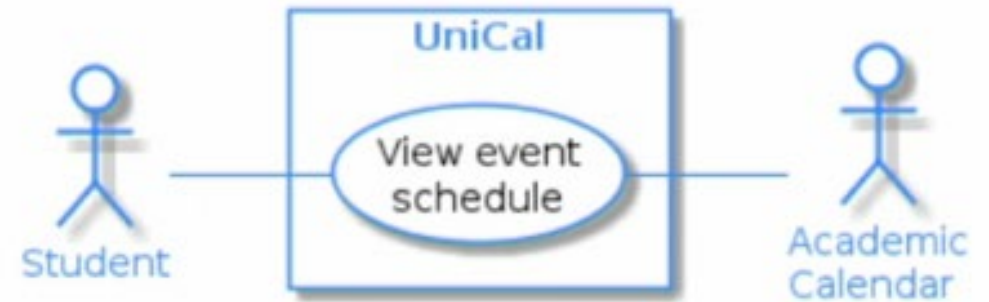 UniCal
View event
schedule
Student
Academic
Calendar